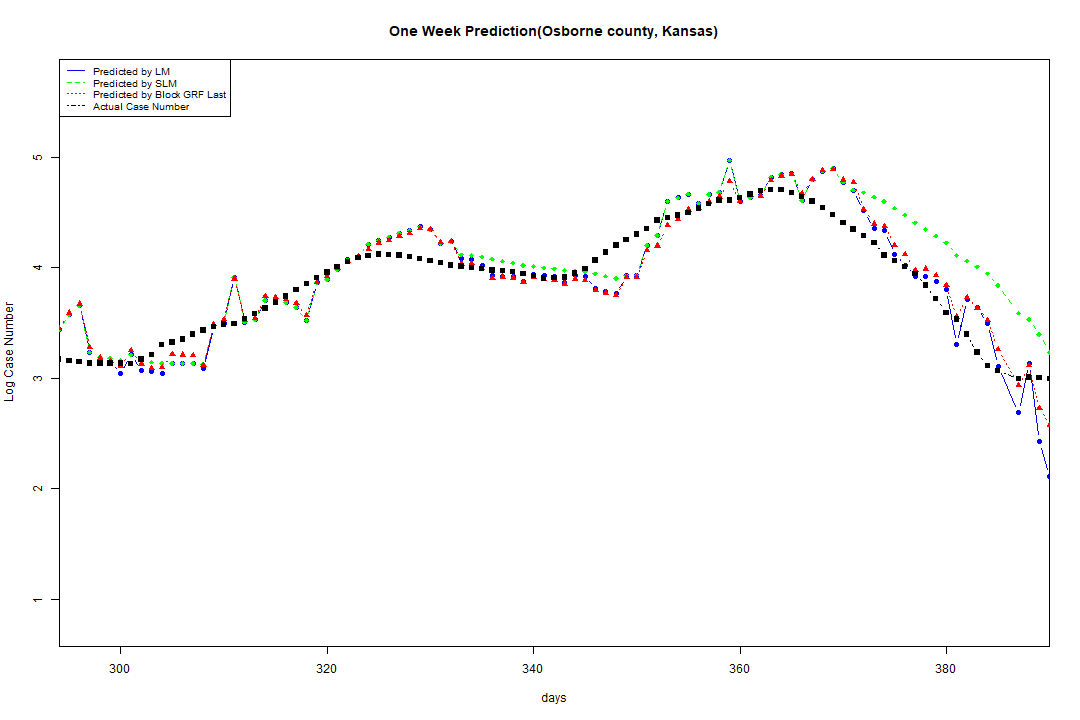 One Week Prediction(Osborne county, Kansas)
Predicted by LM
Predicted by SLM
Predicted by Block GRF Last
Actual Case Number
5
4
3
2
1
Log Case Number
300 320 340 360 380
days